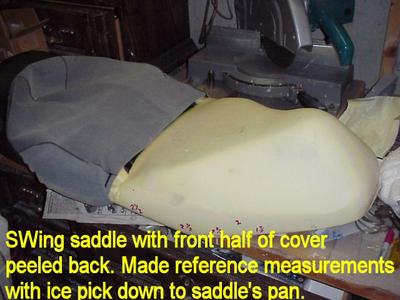 SWing saddle with front half of cover
peeled back. Made reference measurements
with ice pick down to saddle's pan.